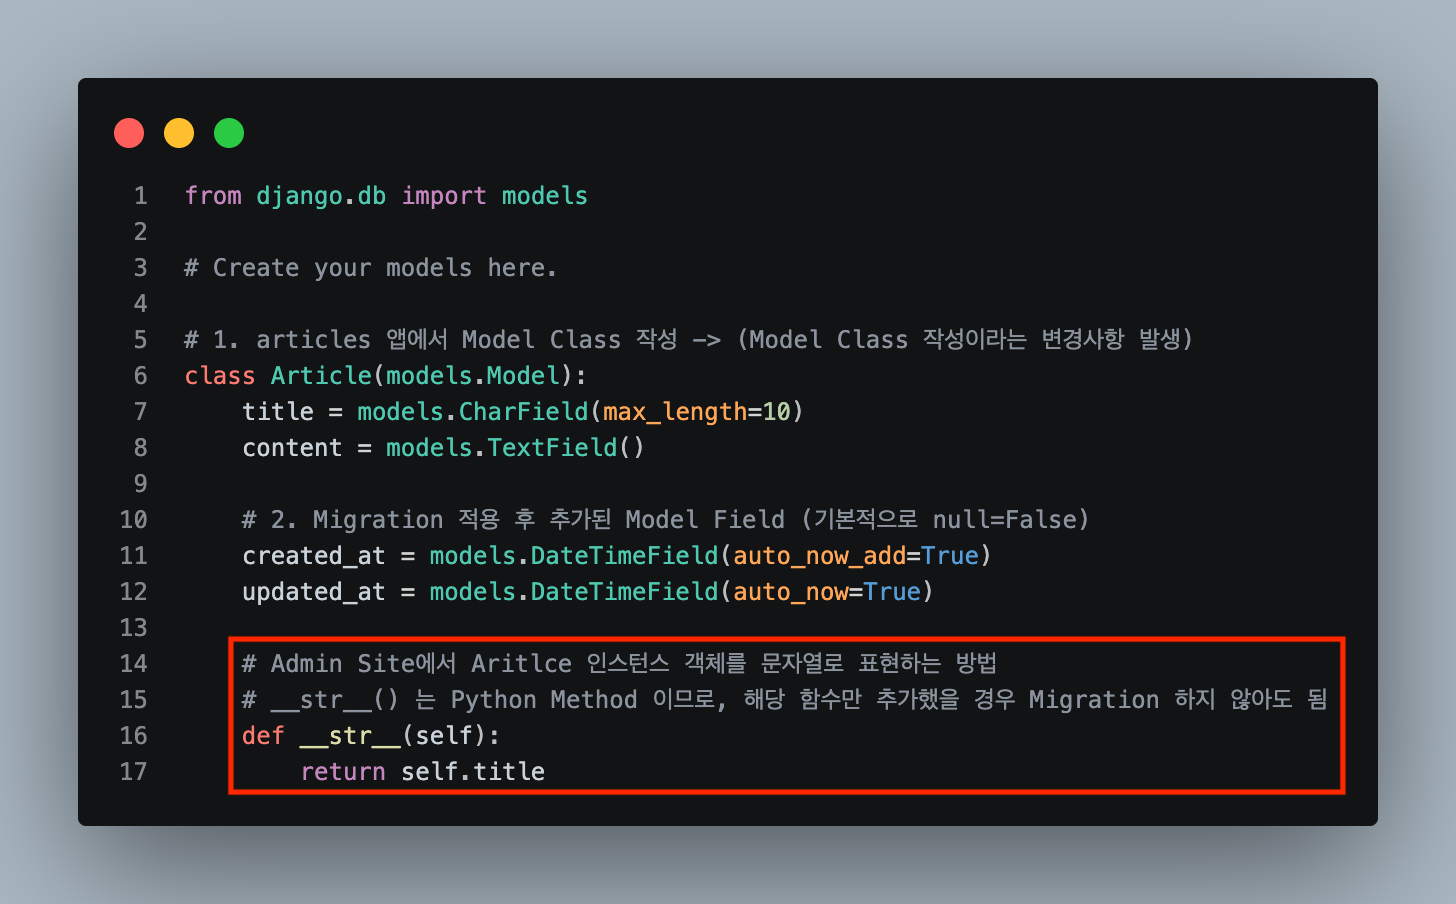 1 from django.db import models
2
3 # Create your models here.
4
5 # 1. articles 앱에서 Model Class 작성 -> (Model Class 작성이라는 변경사항 발생)
6 class Article(models.Model):
7     title = models.CharField(max_length=10)
8     content = models.TextField()
9
10     # 2. Migration 적용 후 추가된 Model Field (기본적으로 null=False)
11     created_at = models.DateTimeField(auto_now_add=True)
12     updated_at = models.DateTimeField(auto_now=True)
13
14     # Admin Site에서 Aritlce 인스턴스 객체를 문자열로 표현하는 방법
15     # __str__() 는 Python Method 이므로, 해당 함수만 추가했을 경우 Migration 하지 않아도 됨
16     def __str__(self):
17         return self.title